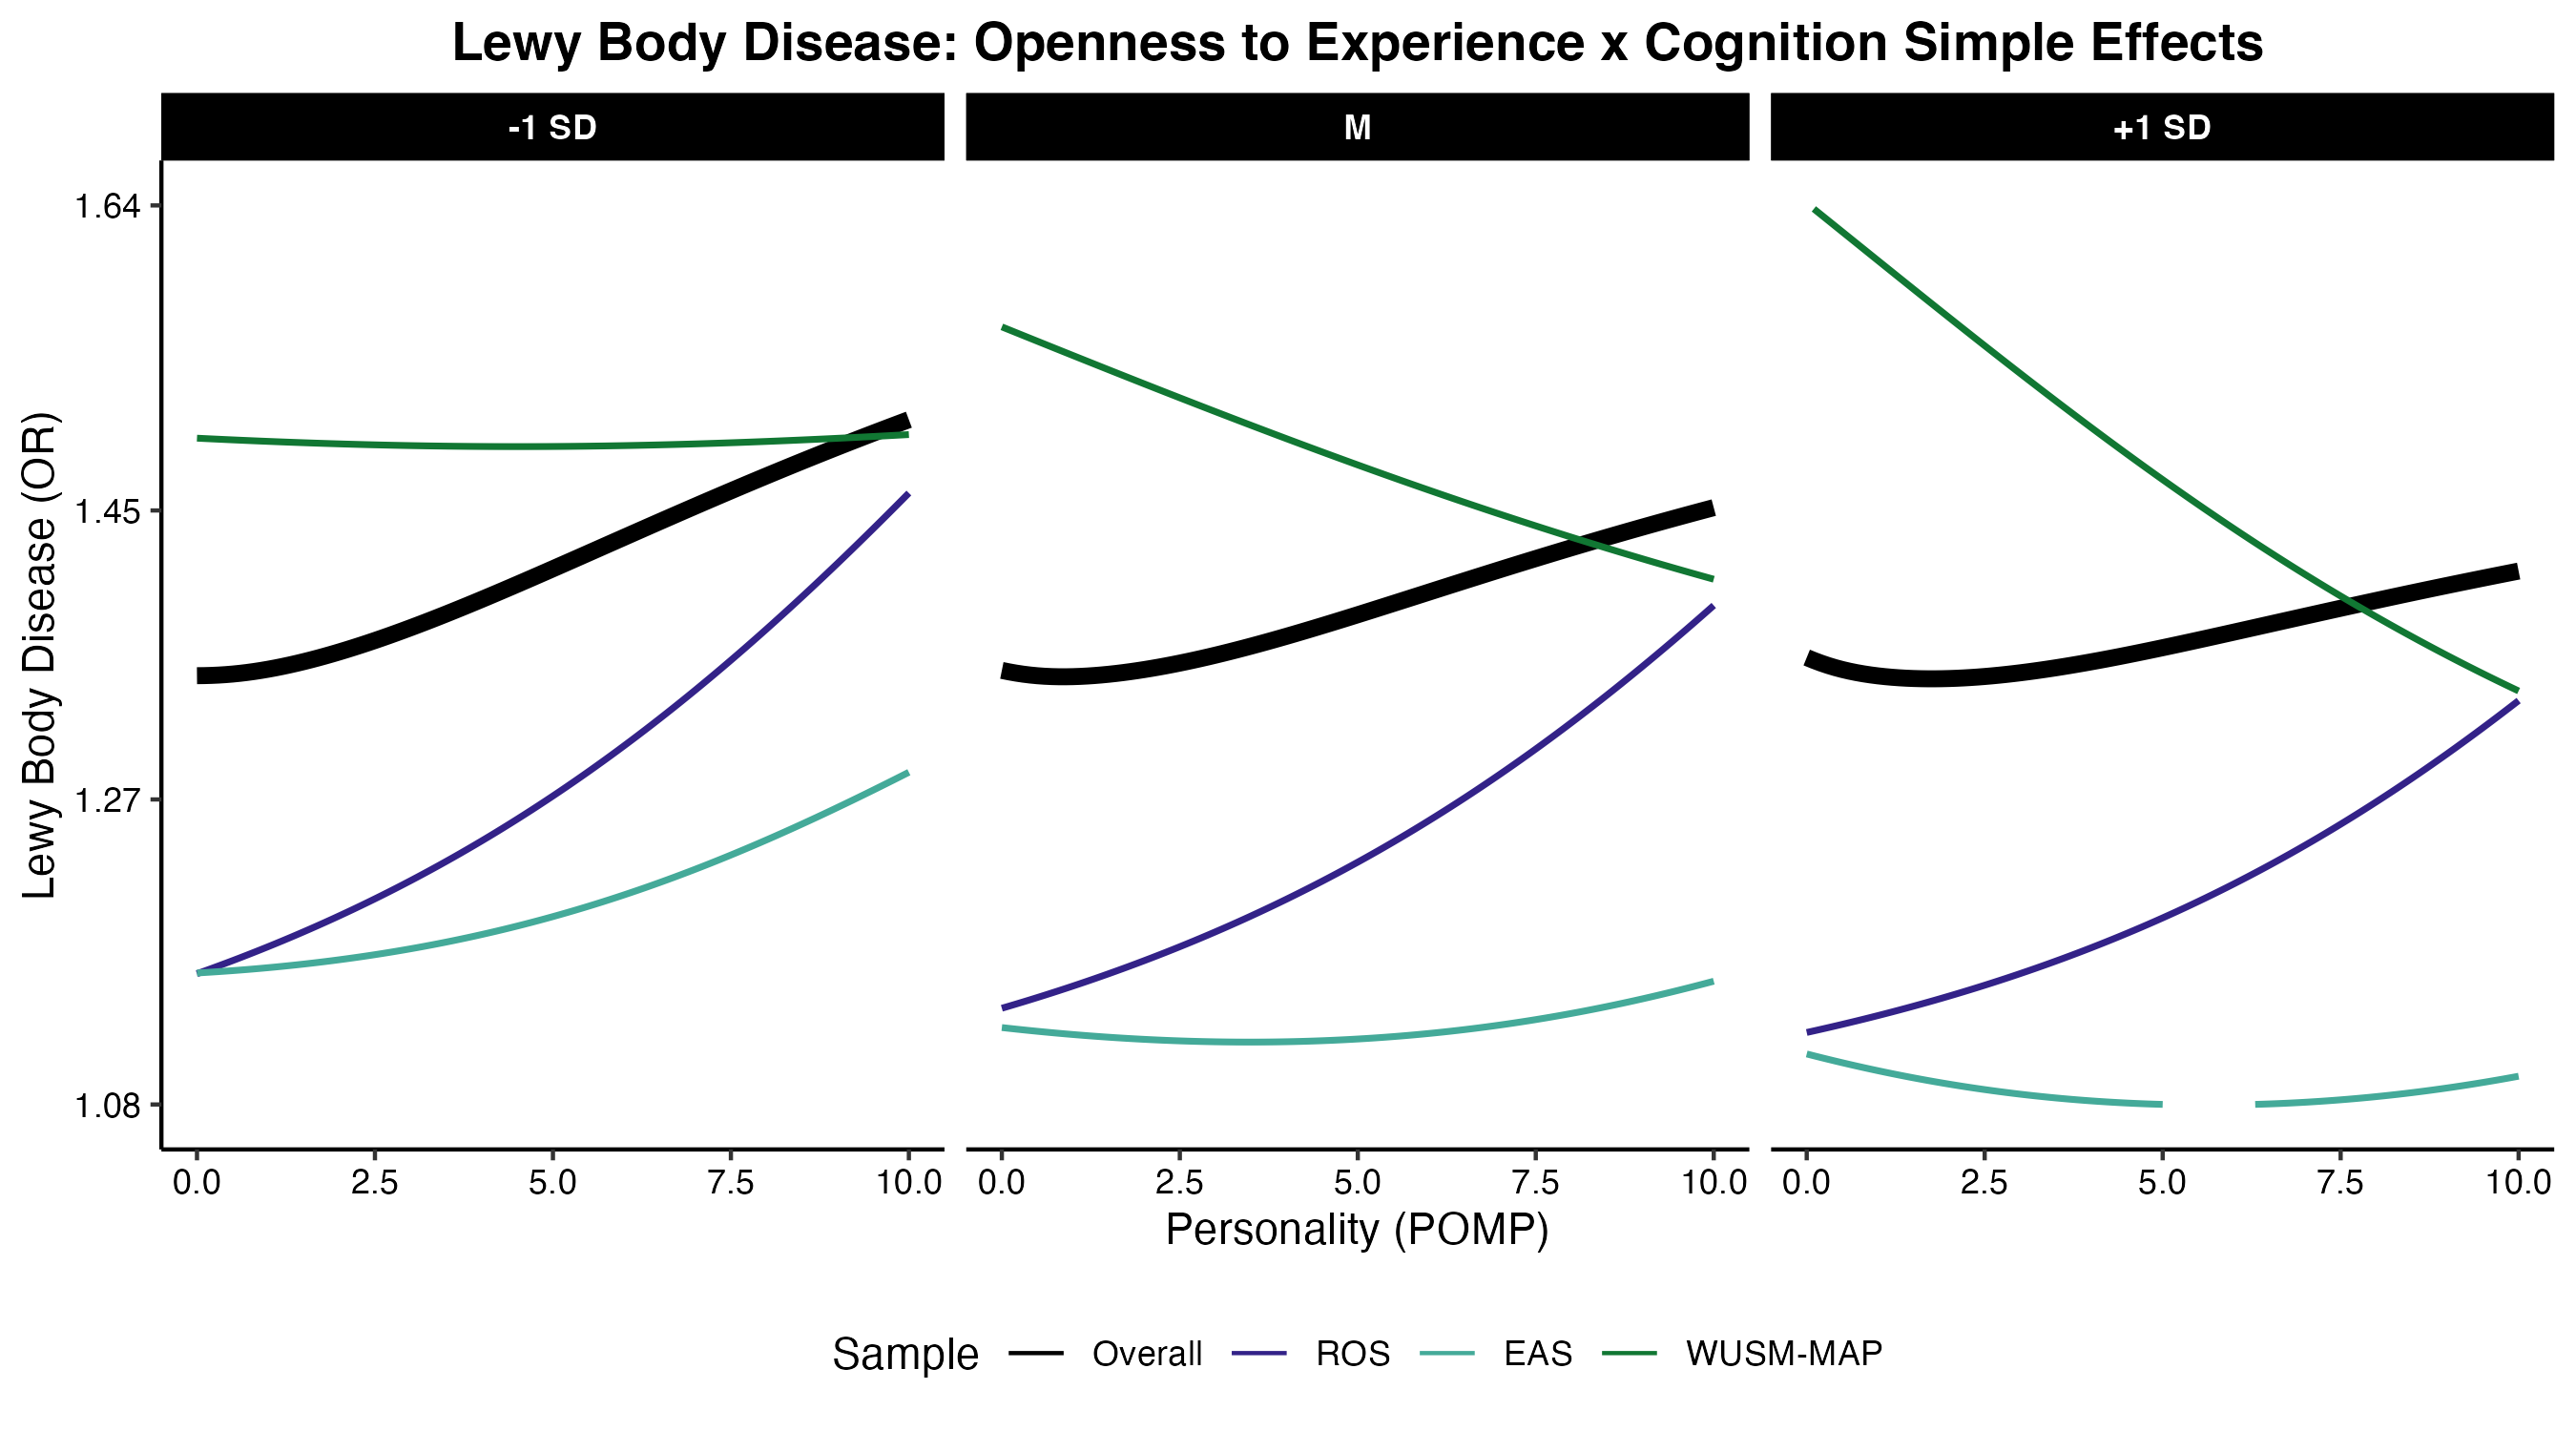 Lewy Body Disease: Openness to Experience x Cognition Simple Effects
-1 SD
M
+1 SD
Lewy Body Disease (OR)
1.64
1.45
1.27
1.08
0.0 2.5 5.0 7.5 10.0
0.0 2.5 5.0 7.5 10.0
0.0 2.5 5.0 7.5 10.0
Personality (POMP)
Sample Overall ROS EAS WUSM-MAP